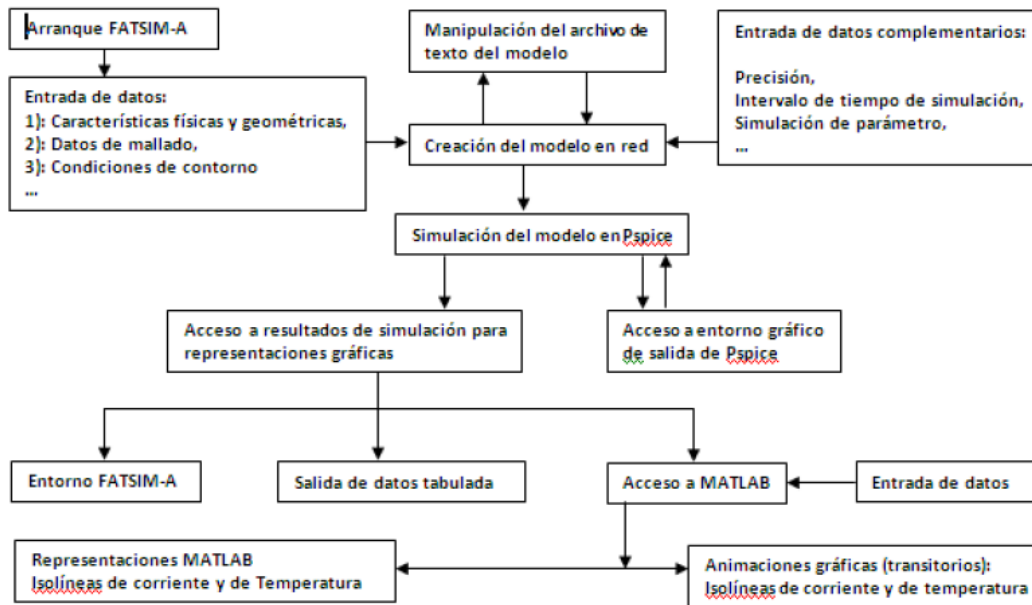 Arranque FATSIM-A
Manipulación del archivo de
texto del modelo
Entrada de datos complementarios:
Precisión,
Intervalo de tiempo de simulación,
Simulación de parámetro,
...
Entrada de datos:
1): Características físicas y geométricas,
2): Datos de mallado,
3): Condiciones de contorno
...
Creación del modelo en red
Simulación del modelo en Pspice
Acceso a resultados de simulación para
representaciones gráficas
Acceso a entorno gráfico
de salida de Pspice
Entorno FATSIM-A
Salida de datos tabulada
Acceso a MATLAB
Entrada de datos
Representaciones MATLAB
Isolíneas de corriente y de Temperatura
Animaciones gráficas (transitorios):
Isolíneas de corriente y de temperatura